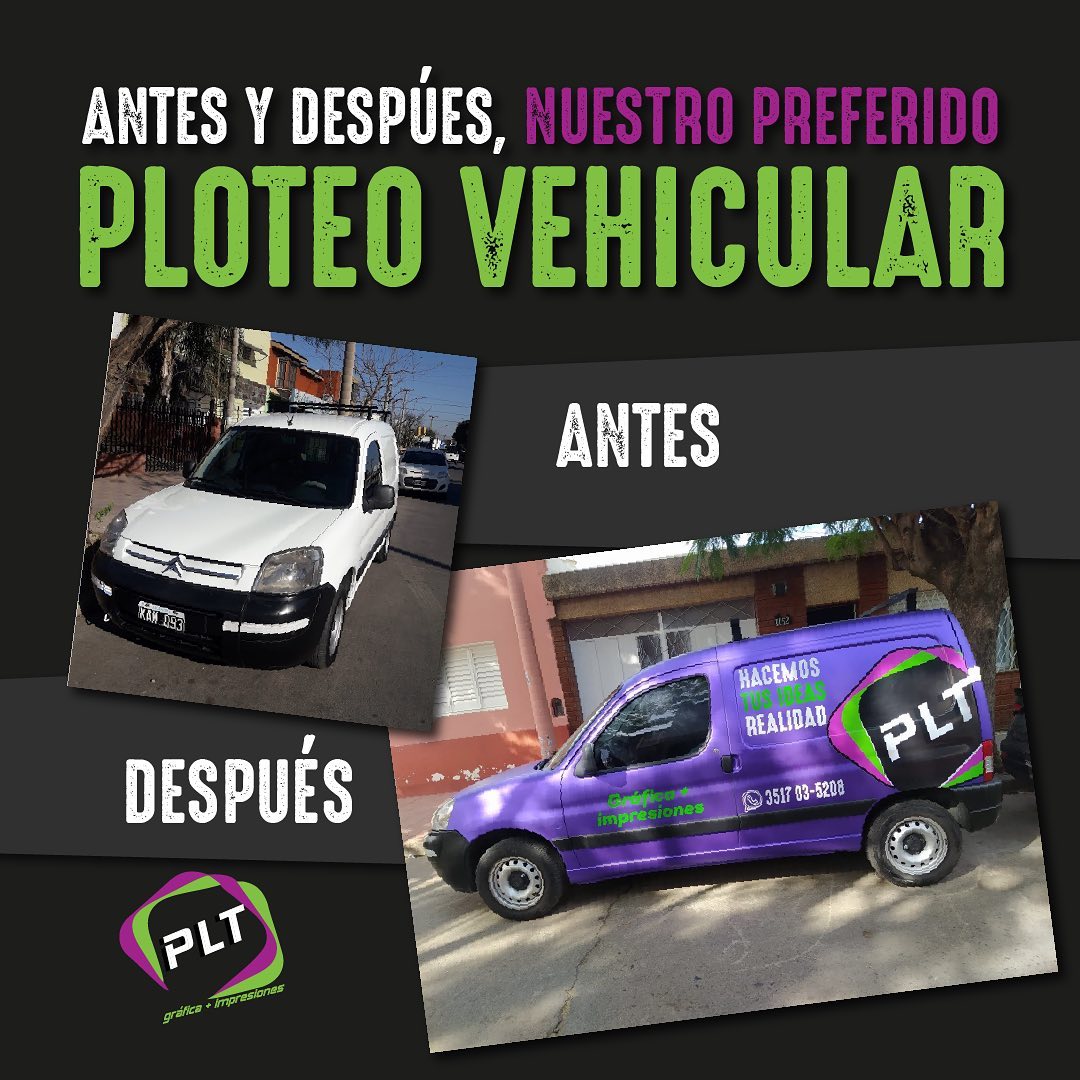 ANTES Y DESPÚES, NUESTRO PREFERIDO
PLOTEO VEHICULAR
ANTES
KAW 093
DESPUÉS
1152
HACEMOS
TUS IDEAS
REALIDAD
PLT
Gráfica +
impresiones
3517 03-5208
PLT
gráfica + impresiones